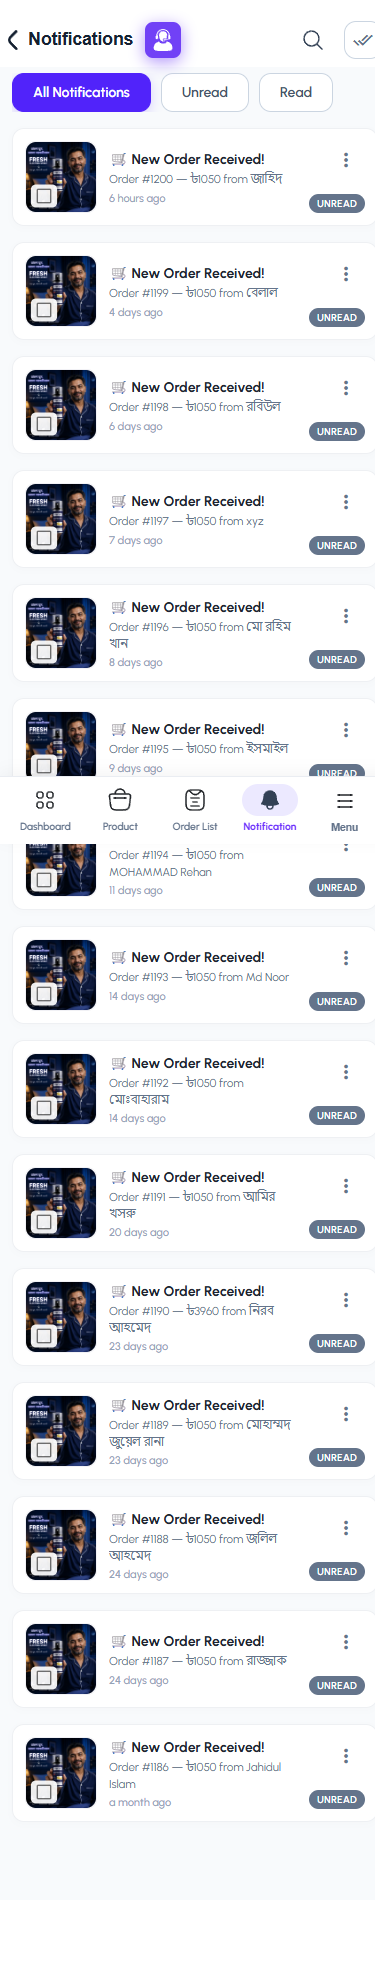 Notifications
All Notifications
Unread
Read
🛒 New Order Received!
Order #1200 — ৳1050 from জাহিদ
6 hours ago
UNREAD
🛒 New Order Received!
Order #1199 — ৳1050 from বেলাল
4 days ago
UNREAD
🛒 New Order Received!
Order #1198 — ৳1050 from রবিউল
6 days ago
UNREAD
🛒 New Order Received!
Order #1197 — ৳1050 from xyz
7 days ago
UNREAD
🛒 New Order Received!
Order #1196 — ৳1050 from মো রহিম
খান
8 days ago
UNREAD
🛒 New Order Received!
Order #1195 — ৳1050 from ইসমাইল
9 days ago
UNREAD
Dashboard
Product
Order List
Notification
Menu
Order #1194 — ৳1050 from
MOHAMMAD Rehan
11 days ago
UNREAD
🛒 New Order Received!
Order #1193 — ৳1050 from Md Noor
14 days ago
UNREAD
🛒 New Order Received!
Order #1192 — ৳1050 from
মোঃবাহারাম
14 days ago
UNREAD
🛒 New Order Received!
Order #1191 — ৳1050 from আমির
খসরু
20 days ago
UNREAD
🛒 New Order Received!
Order #1190 — ৳3960 from নিরব
আহমেদ
23 days ago
UNREAD
🛒 New Order Received!
Order #1189 — ৳1050 from মোহাম্মদ
জুয়েল রানা
23 days ago
UNREAD
🛒 New Order Received!
Order #1188 — ৳1050 from জলিল
আহমেদ
24 days ago
UNREAD
🛒 New Order Received!
Order #1187 — ৳1050 from রাজ্জাক
24 days ago
UNREAD
🛒 New Order Received!
Order #1186 — ৳1050 from Jahidul
Islam
a month ago
UNREAD
FRESH